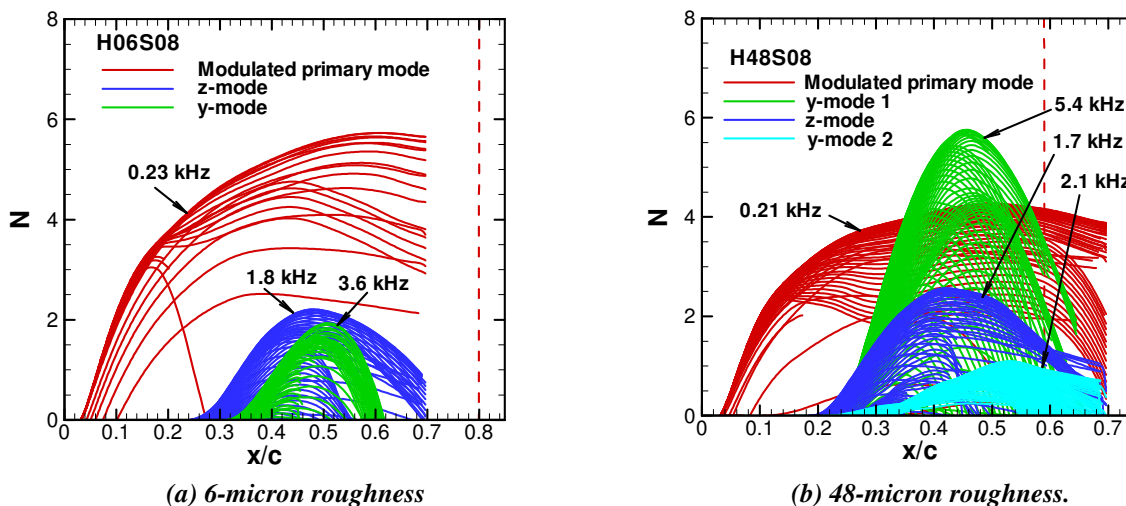 H06S08
Modulated primary mode
z-mode
y-mode
0.23 kHz
1.8 kHz
3.6 kHz
N
8
6
4
2
0
0 0.1 0.2 0.3 0.4 0.5 0.6 0.7 0.8
x/c
(a) 6-micron roughness
H48S08
Modulated primary mode
y-mode 1
z-mode
y-mode 2
5.4 kHz
1.7 kHz
2.1 kHz
0.21 kHz
N
8
6
4
2
0
0 0.1 0.2 0.3 0.4 0.5 0.6 0.7
x/c
(b) 48-micron roughness.